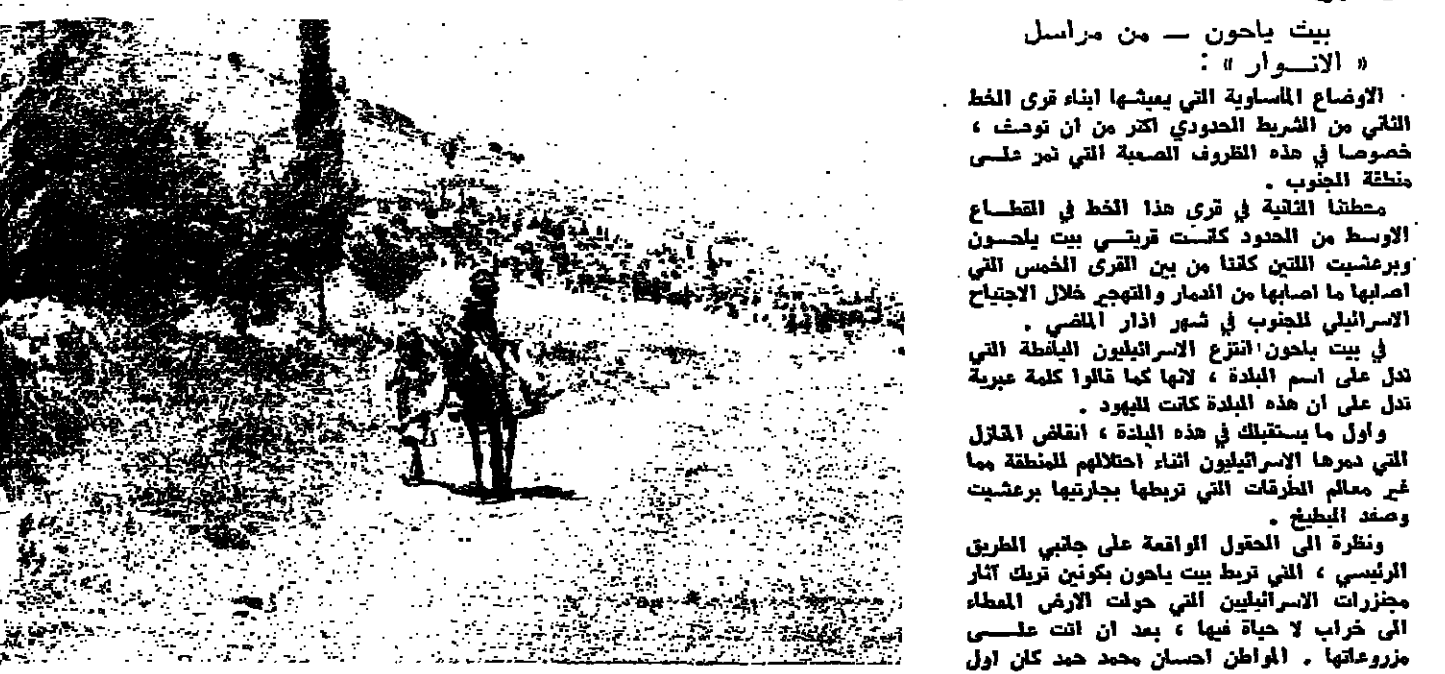 بيت ياحون — من مراسل
« الانـوار » :
الاوضاع المأساوية التي يعيشها ابناء قرى الخط
الثاني من الشريط الحدودي اكثر من ان توصف ،
خصوصا في هذه الظروف الصعبة التي تمر علــى
منطقة الجنوب .
محطتنا الثانية في قرى هذا الخط في القطــاع
الاوسط من الحدود كانــت قريتــي بيت ياحــون
وبرعشيت اللتين كانتا من بين القرى الخمس التي
اصابها ما اصابها من الدمار والتهجير خلال الاجتياح
الاسرائيلي للجنوب في شهر اذار الماضي .
في بيت ياحون انتزع الاسرائيليون اليافطة التي
تدل على اسم البلدة ، لانها كما قالوا كلمة عبرية
تدل على ان هذه البلدة كانت لليهود .
واول ما يستقبلك في هذه البلدة ، انقاض المنازل
التي دمرها الاسرائيليون اثناء احتلالهم للمنطقة مما
غير معالم الطرقات التي تربطها بجارتيها برعشيت
وصفد البطيخ .
ونظرة الى الحقول الواقعة على جانبي الطريق
الرئيسي ، التي تربط بيت ياحون بكونين تريك آثار
مجنزرات الاسرائيليين التي حولت الارض المعطاء
الى خراب لا حياة فيها ، بعد ان اتت علــــى
مزروعاتها . المواطن احسان محمد حمد كان اول